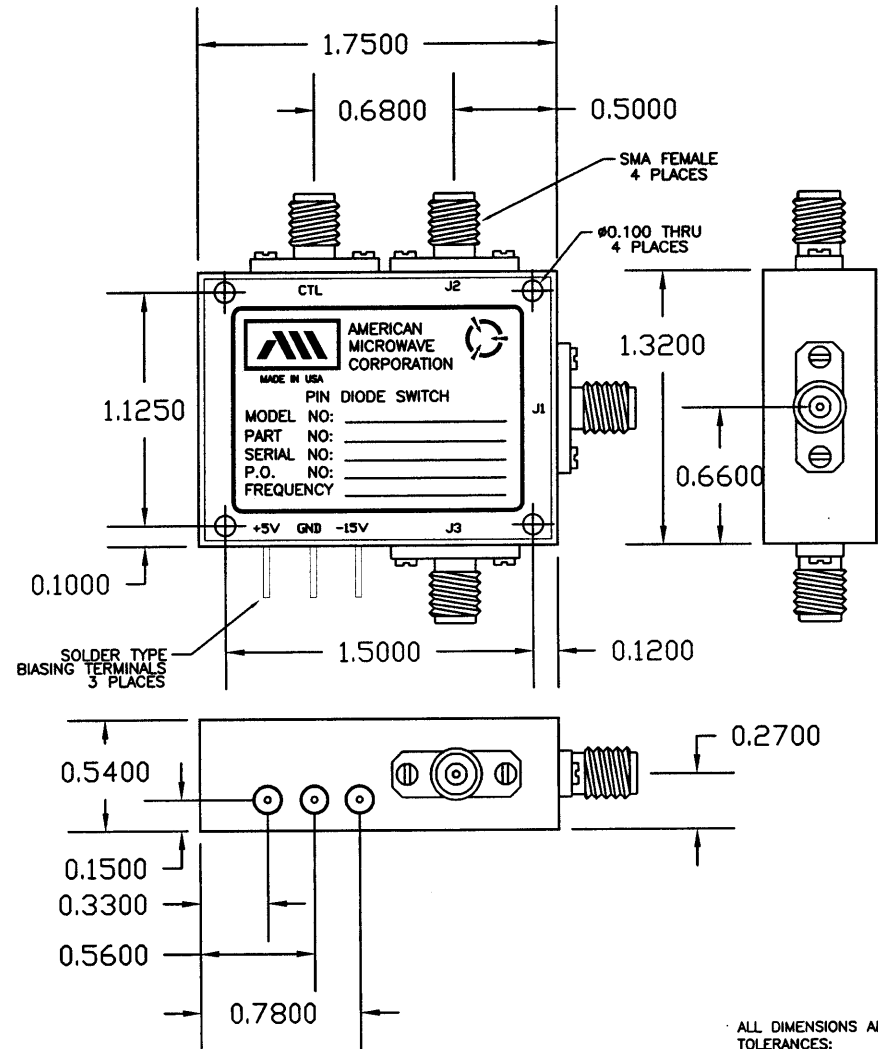 1.7500
0.6800
0.5000
SMA FEMALE
4 PLACES
ø0.100 THRU
4 PLACES
CTL
J2
AMERICAN
MICROWAVE
CORPORATION
MADE IN USA
PIN DIODE SWITCH
MODEL NO:
PART NO:
SERIAL NO:
P.O. NO:
FREQUENCY
J1
1.1250
1.3200
0.6600
+5V GND -15V
J3
0.1000
SOLDER TYPE
BIASING TERMINALS
3 PLACES
1.5000
0.1200
0.2700
0.5400
0.1500
0.3300
0.5600
0.7800
ALL DIMENSIONS
TOLERANCES: